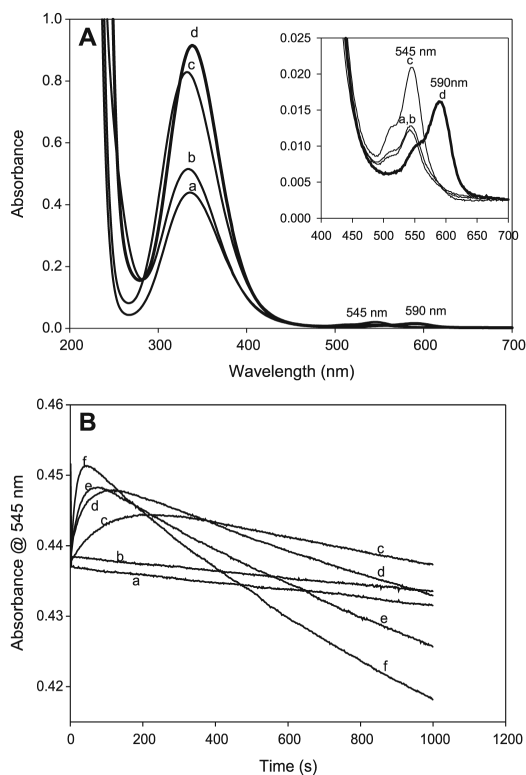 1.0
0.8
0.6
0.4
0.2
0.0
Absorbance
A
d
c
b
a
545 nm
590 nm
200
300
400
500
600
700
Wavelength (nm)
0.025
0.020
0.015
0.010
0.005
0.000
545 nm
c
590nm
d
a,b
400
450
500
550
600
650
700
0.46
0.45
0.44
0.43
0.42
Absorbance @ 545 nm
B
f
e
d
c
b
a
c
d
e
f
0
200
400
600
800
1000
1200
Time (s)